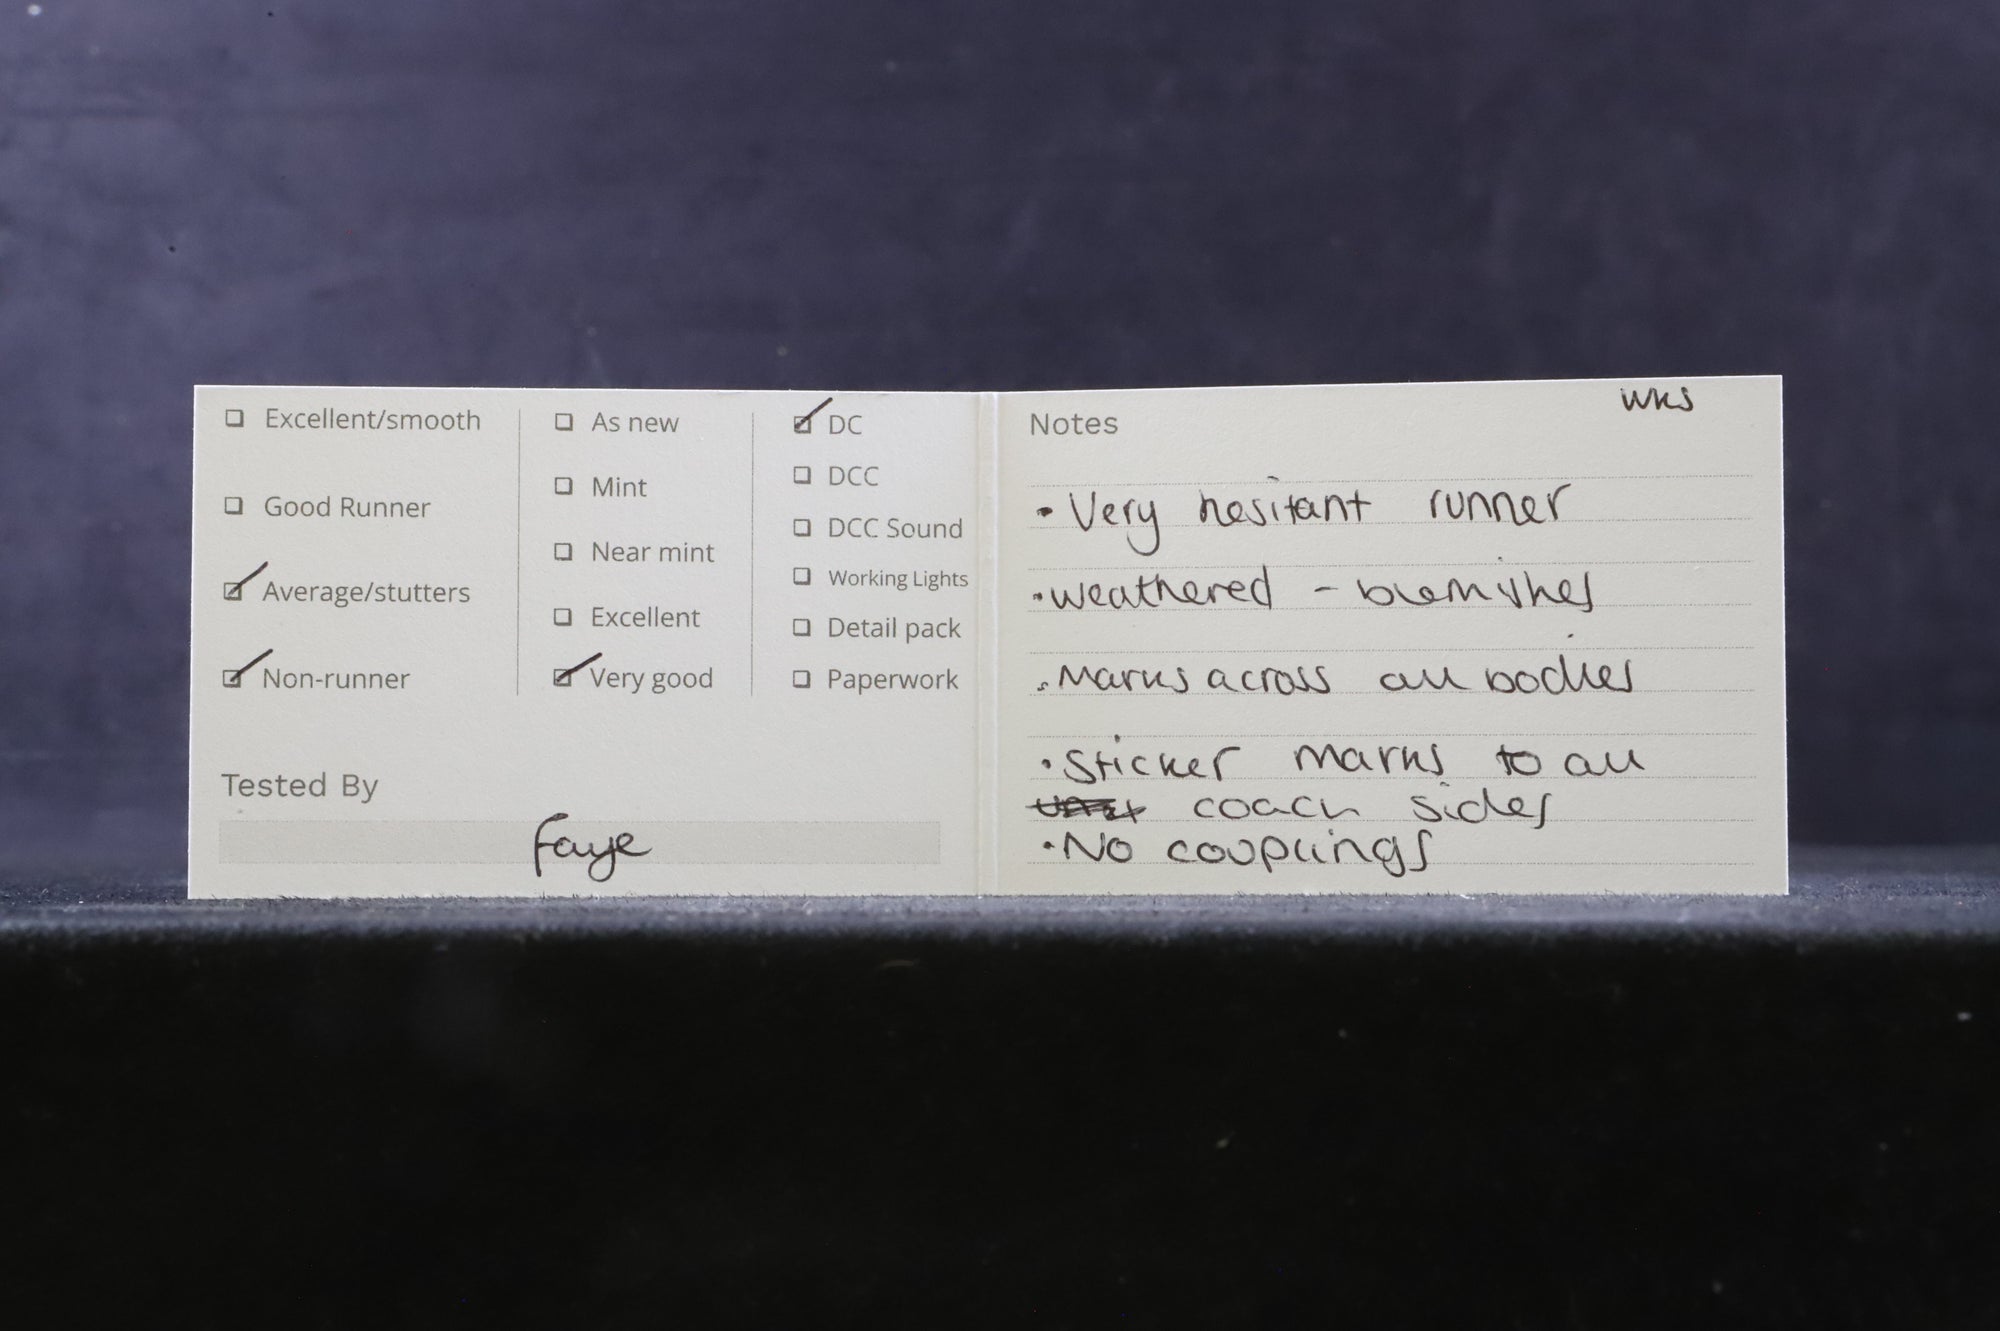 ☐ Excellent/smooth
☐ Good Runner
☑ Average/stutters
☑ Non-runner
☐ As new
☐ Mint
☐ Near mint
☐ Excellent
☑ Very good
☑ DC
☐ DCC
☐ DCC Sound
☐ Working Lights
☐ Detail pack
☐ Paperwork
Tested By
Faye
WKS
Notes
• Very hesitant runner
• weathered - blemishes
• Marks across all bodies
• Sticker marks to all
coach sides
• No couplings